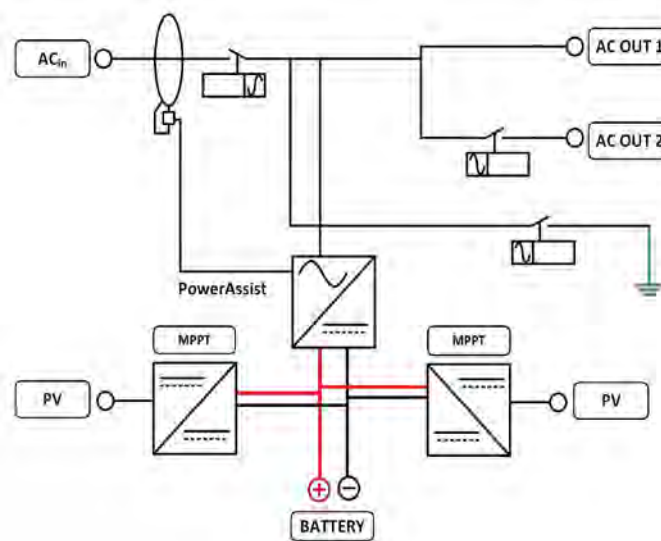 ACin
AC OUT 1
AC OUT 2
PowerAssist
MPPT
MPPT
PV
PV
+
−
BATTERY